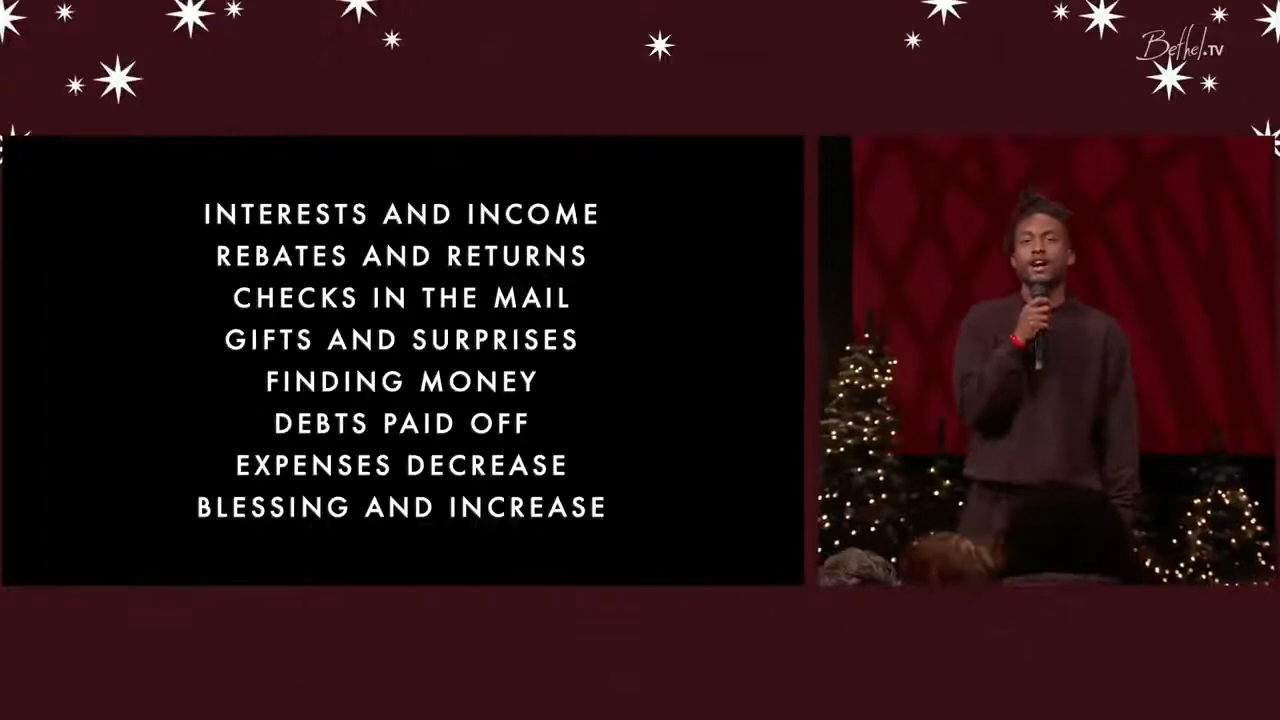 Bethel.TV
INTERESTS AND INCOME
REBATES AND RETURNS
CHECKS IN THE MAIL
GIFTS AND SURPRISES
FINDING MONEY
DEBTS PAID OFF
EXPENSES DECREASE
BLESSING AND INCREASE